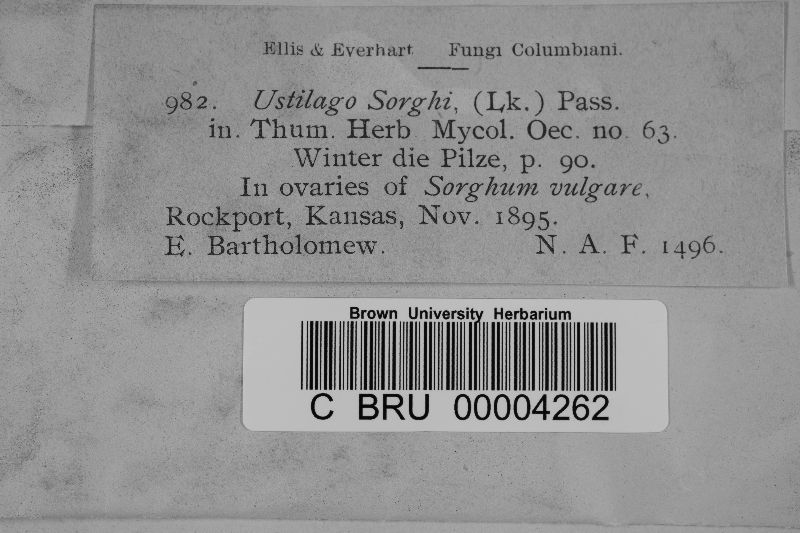 Ellis & Everhart Fungi Columbiani.
982. Ustilago Sorghi, (Lk.) Pass.
in. Thum. Herb Mycol. Oec. no 63.
Winter die Pilze, p. 90.
In ovaries of Sorghum vulgare,
Rockport, Kansas, Nov. 1895.
E. Bartholomew. N. A. F. 1496.
Brown University Herbarium
C BRU 00004262